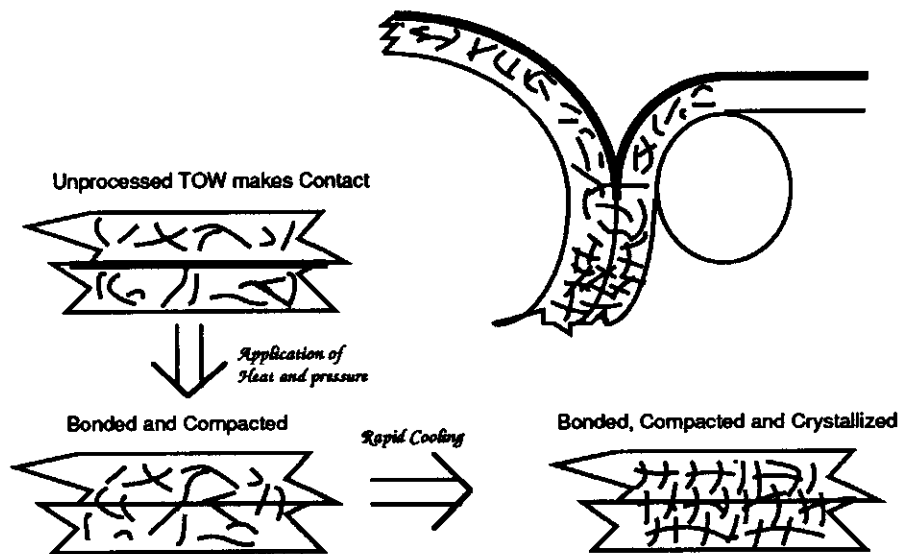 Unprocessed TOW makes Contact
Application of
Heat and pressure
Bonded and Compacted
Rapid Cooling
Bonded, Compacted and Crystallized